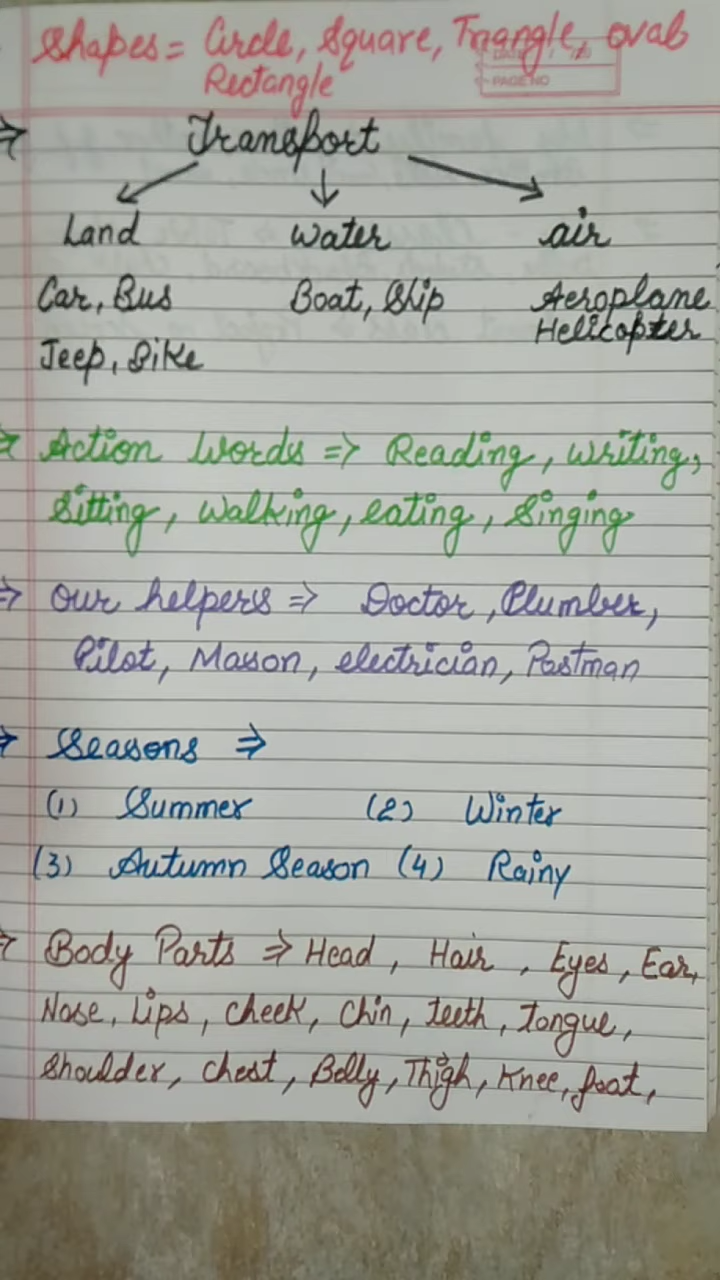 Shapes = Circle, Square, Triangle, oval
Rectangle
PAGE NO
⇒ Transport
Land Water air
Car, Bus Boat, Ship Aeroplane
Jeep, Bike Helicopter
⇒ Action Words => Reading, writing,
Sitting, Walking, eating, Singing
⇒ Our helpers => Doctor, Plumber,
Pilot, Mason, electrician, Postman
⇒ Seasons ⇒
(1) Summer (2) Winter
(3) Autumn Season (4) Rainy
⇒ Body Parts ⇒ Head, Hair, Eyes, Ear,
Nose, Lips, Cheek, Chin, teeth, Tongue,
Shoulder, Chest, Belly, Thigh, Knee, foot,